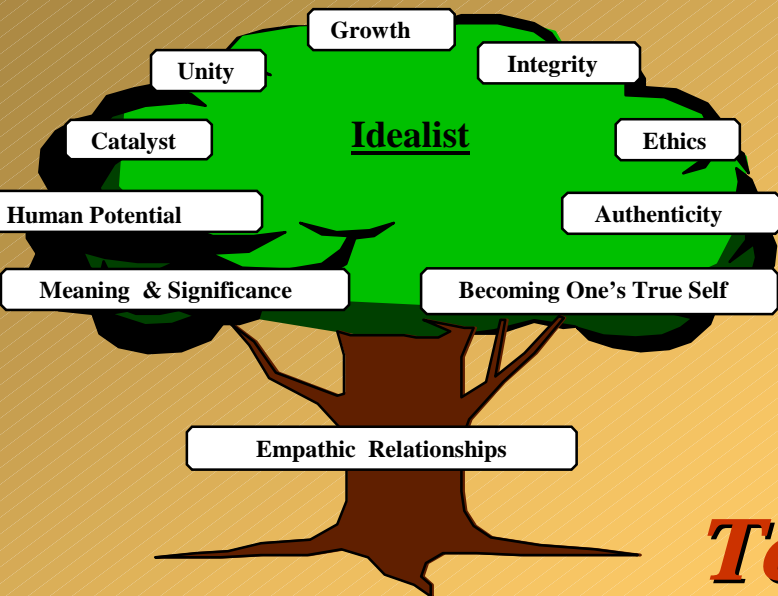 Growth
Unity
Integrity
Catalyst
Idealist
Ethics
Human Potential
Authenticity
Meaning & Significance
Becoming One's True Self
Empathic Relationships